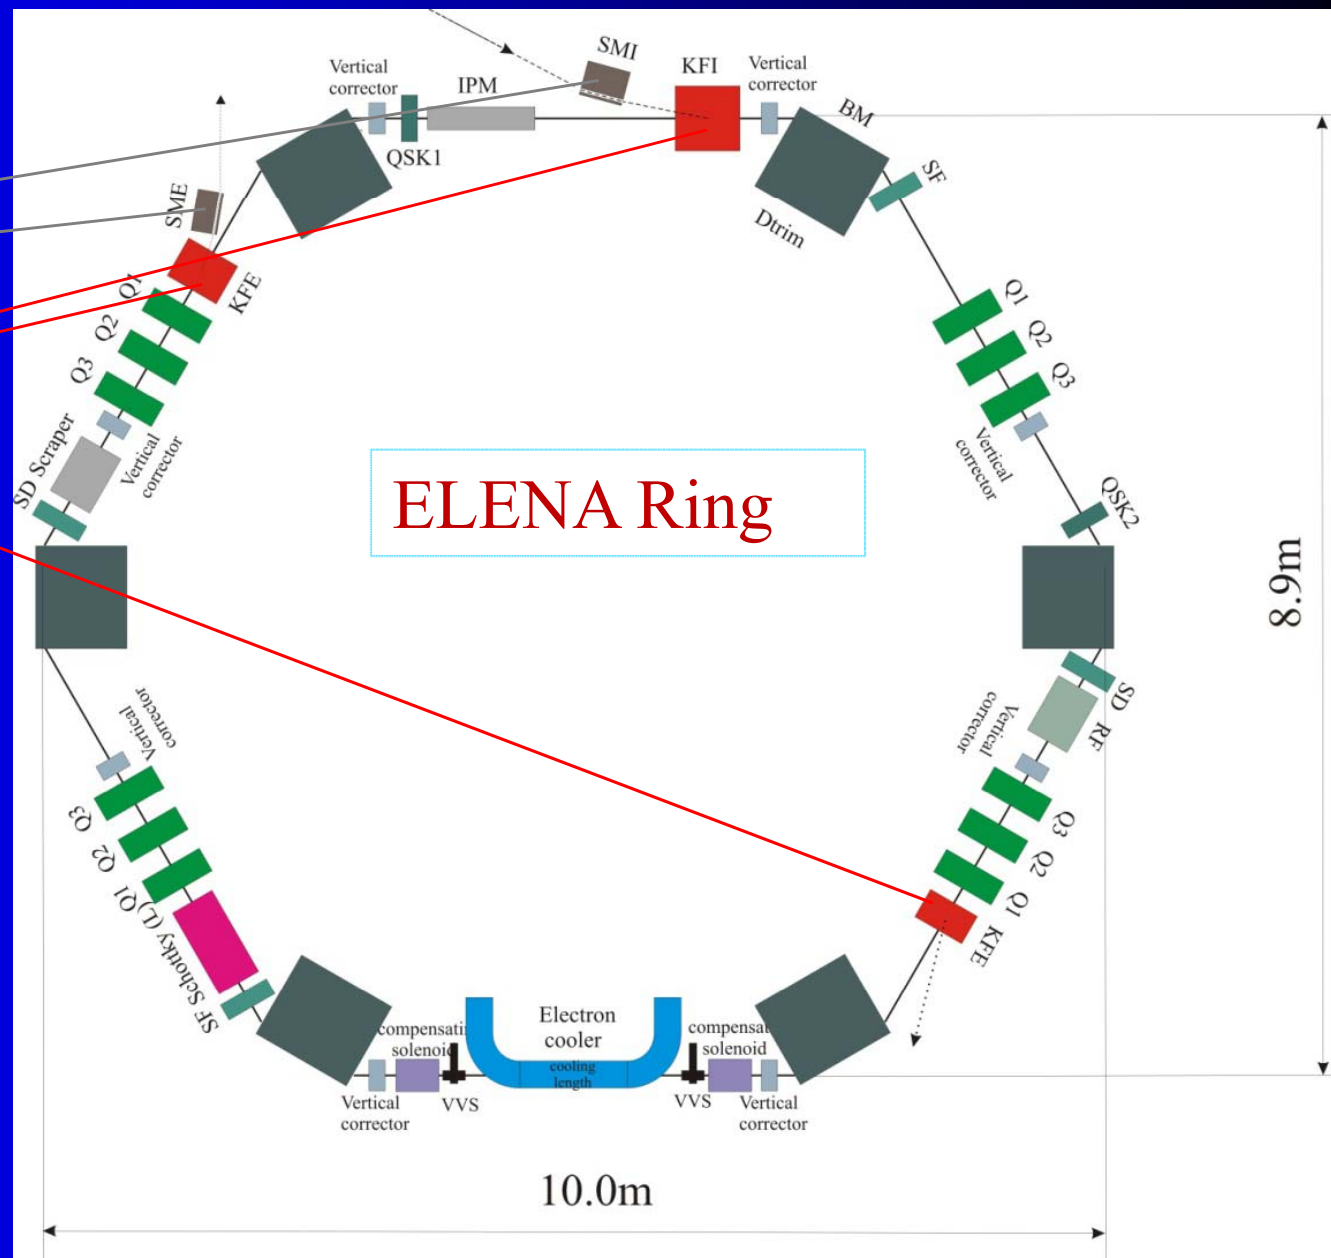 SMI
Vertical
corrector
IPM
KFI
Vertical
corrector
BM
QSK1
SF
SME
Dtrim
KFE
Q1
Q2
Q3
Q1
Q2
Q3
SD Scraper
Vertical
corrector
Vertical
corrector
QSK2
ELENA Ring
8.9m
SD
RF
Vertical
corrector
Vertical
corrector
Q3
Q2
Q1
Q3
Q2
Q1
SF Schottky (L)
KFE
Electron
cooler
compensati
solenoid
compensat
solenoid
cooling
length
VVS
VVS
Vertical
corrector
Vertical
corrector
10.0m